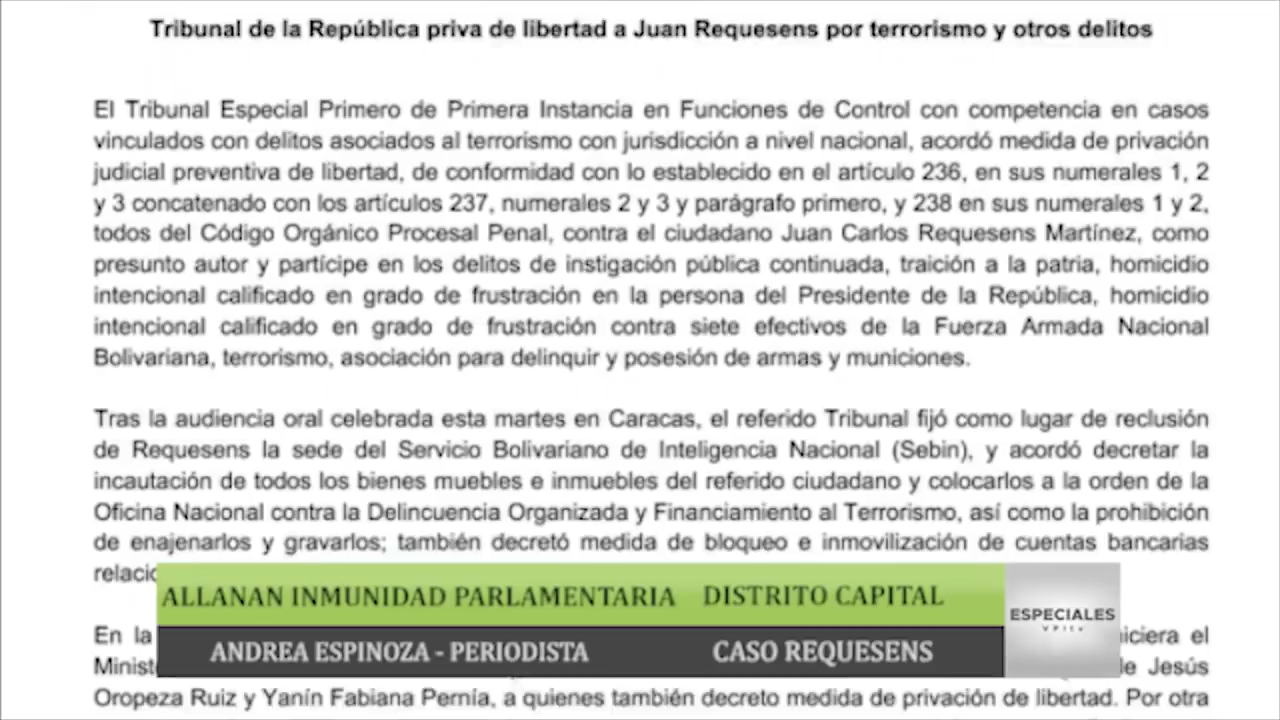 Tribunal de la República priva de libertad a Juan Requesens por terrorismo y otros delitos
El Tribunal Especial Primero de Primera Instancia en Funciones de Control con competencia en casos
vinculados con delitos asociados al terrorismo con jurisdicción a nivel nacional, acordó medida de privación
judicial preventiva de libertad, de conformidad con lo establecido en el artículo 236, en sus numerales 1, 2
y 3 concatenado con los artículos 237, numerales 2 y 3 y parágrafo primero, y 238 en sus numerales 1 y 2,
todos del Código Orgánico Procesal Penal, contra el ciudadano Juan Carlos Requesens Martínez, como
presunto autor y partícipe en los delitos de instigación pública continuada, traición a la patria, homicidio
intencional calificado en grado de frustración en la persona del Presidente de la República, homicidio
intencional calificado en grado de frustración contra siete efectivos de la Fuerza Armada Nacional
Bolivariana, terrorismo, asociación para delinquir y posesión de armas y municiones.
Tras la audiencia oral celebrada esta martes en Caracas, el referido Tribunal fijó como lugar de reclusión
de Requesens la sede del Servicio Bolivariano de Inteligencia Nacional (Sebin), y acordó decretar la
incautación de todos los bienes muebles e inmuebles del referido ciudadano y colocarlos a la orden de la
Oficina Nacional contra la Delincuencia Organizada y Financiamiento al Terrorismo, así como la prohibición
de enajenarlos y gravarlos; también decretó medida de bloqueo e inmovilización de cuentas bancarias
relacio
ALLANAN INMUNIDAD PARLAMENTARIA DISTRITO CAPITAL
ESPECIALES
VPItv
ANDREA ESPINOZA - PERIODISTA CASO REQUESENS
En la iciera el
Minist de Jesús
Oropeza Ruiz y Yanín Fabiana Pernía, a quienes también decreto medida de privación de libertad. Por otra